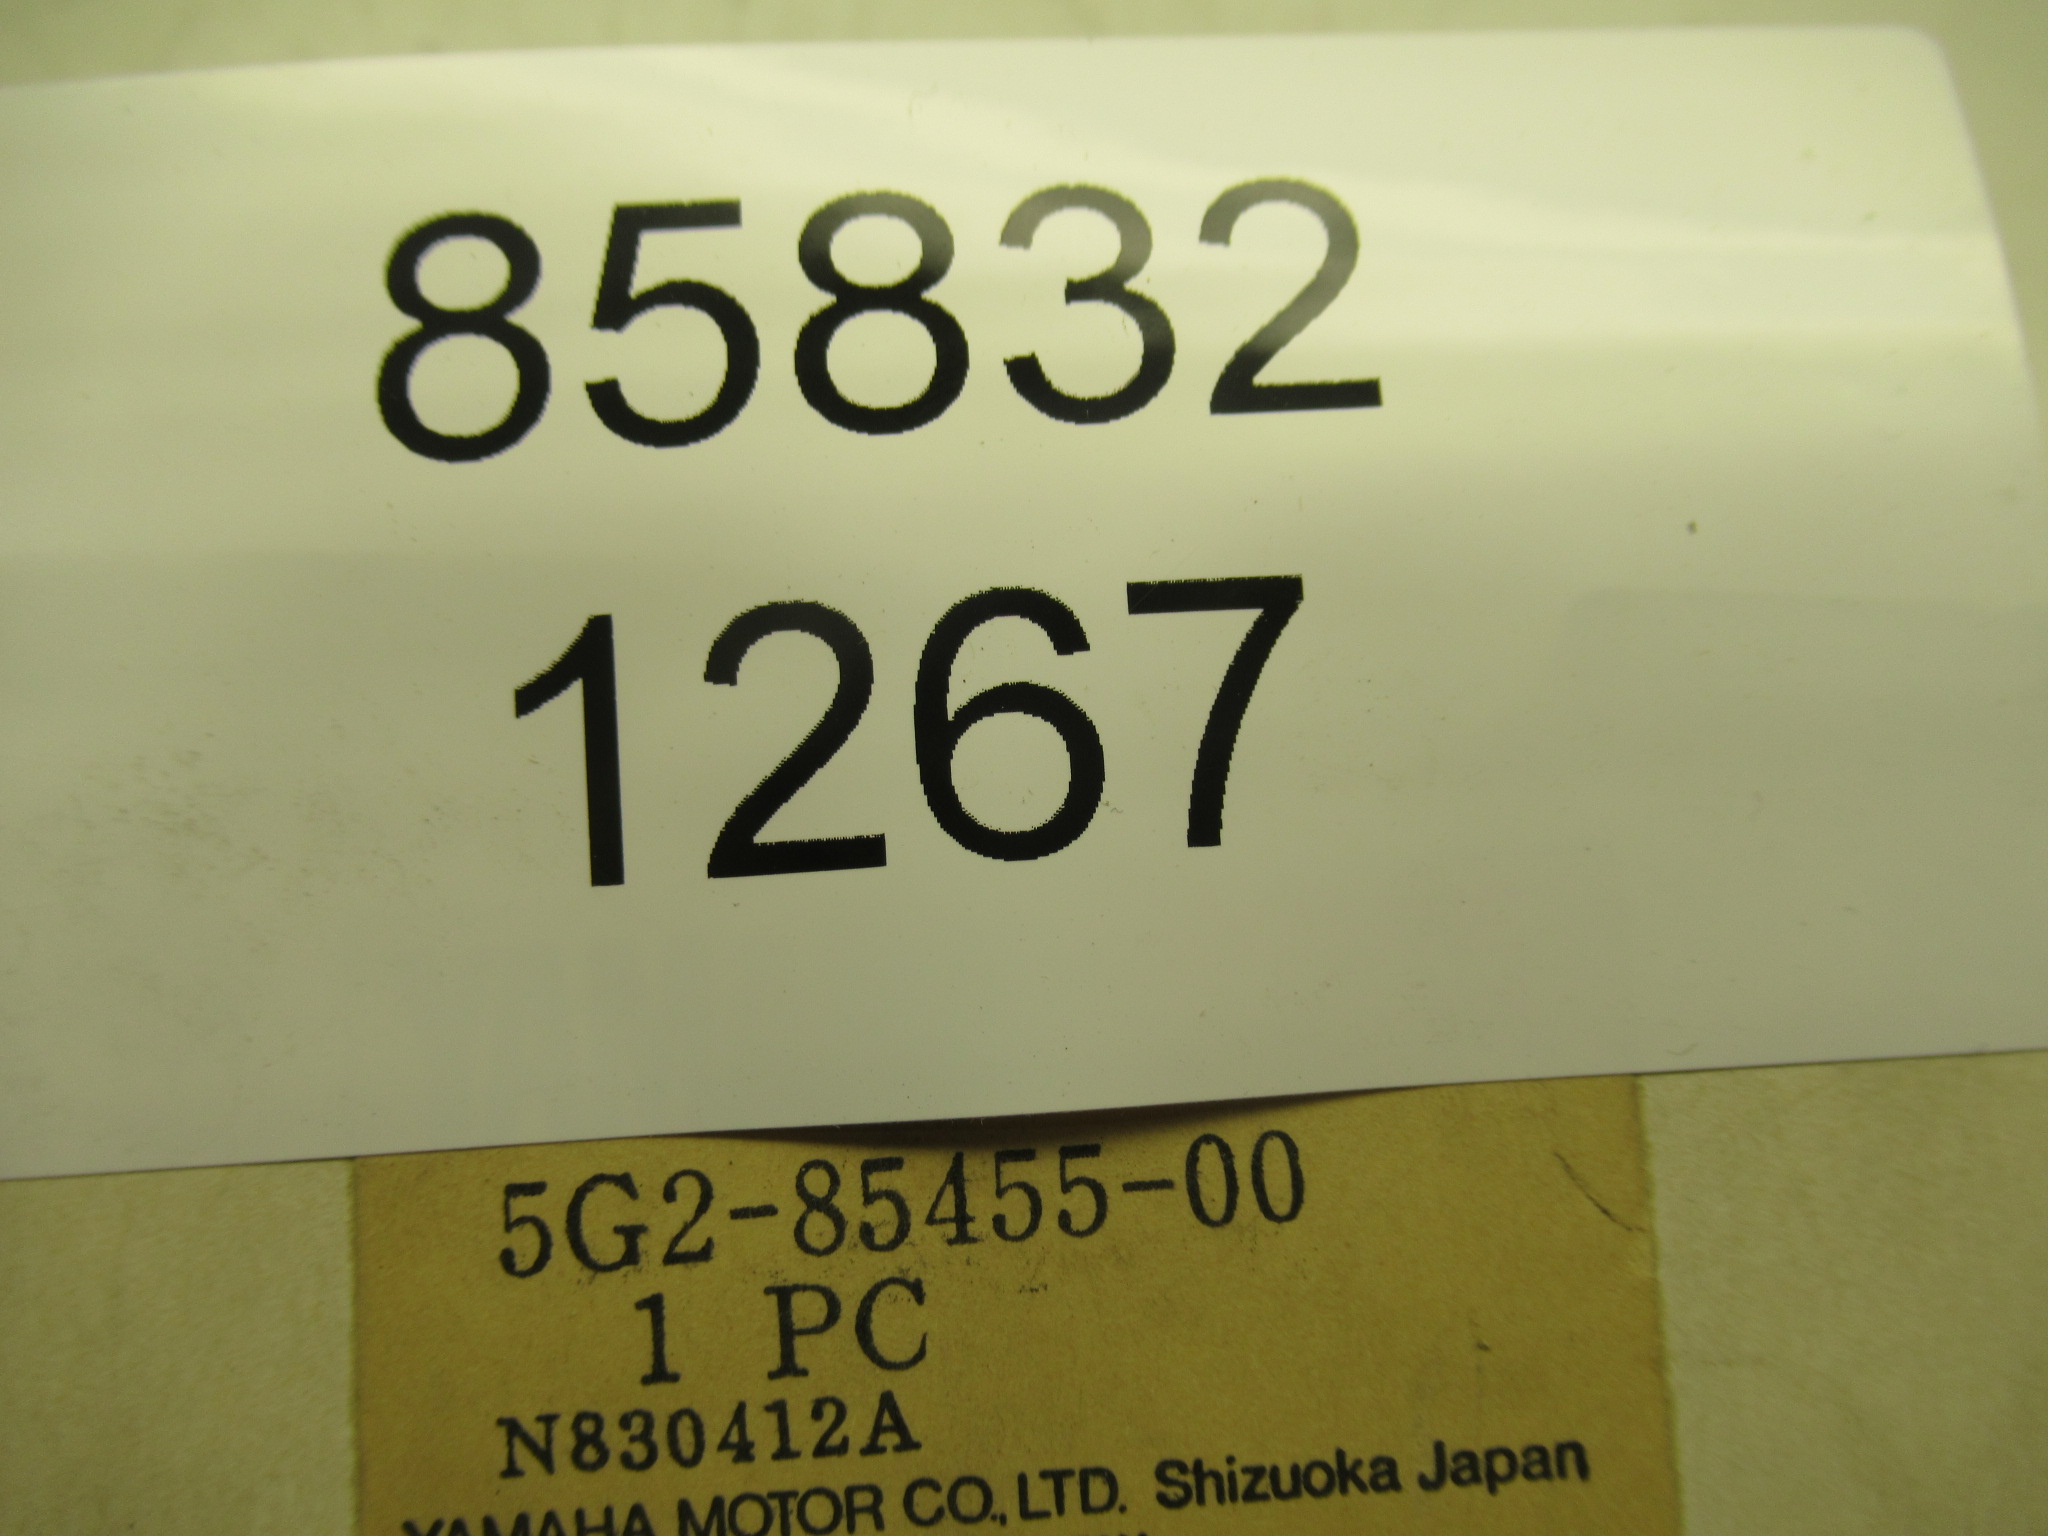 85832
1267
5G2-85455-00
1 PC
N830412A
YAMAHA MOTOR CO., LTD. Shizuoka Japan